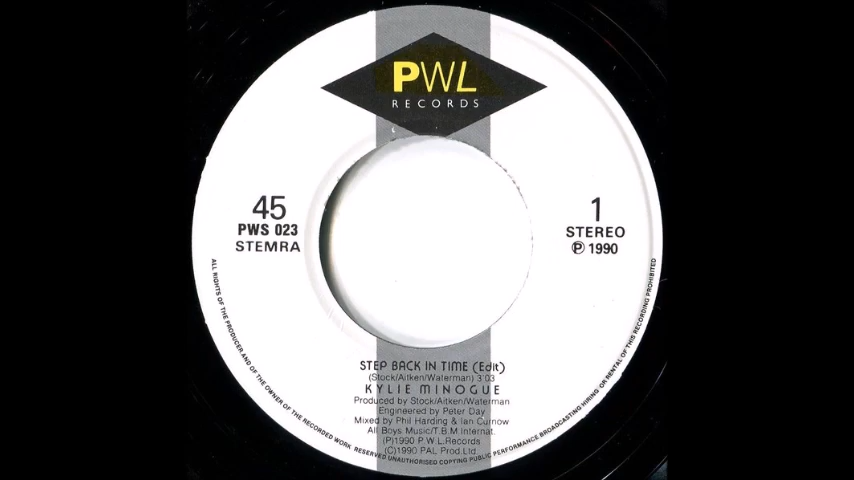 PWL
RECORDS
45
PWS 023
STEMRA
1
STEREO
Ⓟ 1990
STEP BACK IN TIME (Edit)
(Stock/Aitken/Waterman) 3'03
KYLIE MINOGUE
Produced by Stock/Aitken/Waterman
Engineered by Peter Day
Mixed by Phil Harding & Ian Curnow
All Boys Music/T.B.M.Internat.
(P)1990 P.W.L.Records
(C)1990 PAL Prod.Ltd.
ALL RIGHTS OF THE PRODUCER AND OF THE OWNER OF THE RECORDED WORK RESERVED UNAUTHORISED COPYING PUBLIC PERFORMANCE BROADCASTING HIRING OR RENTAL OF THIS RECORDING PROHIBITED